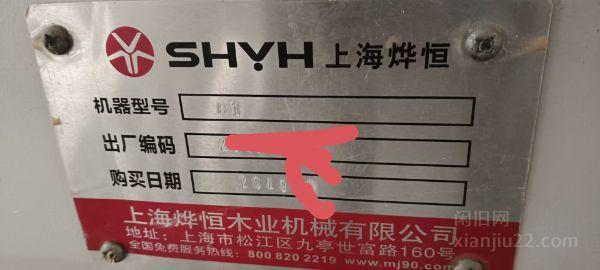 SHYH 上海烨恒
机器型号
出厂编码
购买日期
上海烨恒木业机械有限公司
地址：上海市松江区九亭世富路160号
全国免费服务热线：800 820 2219 www.mj90.com
闲旧网
xianjiu22.com